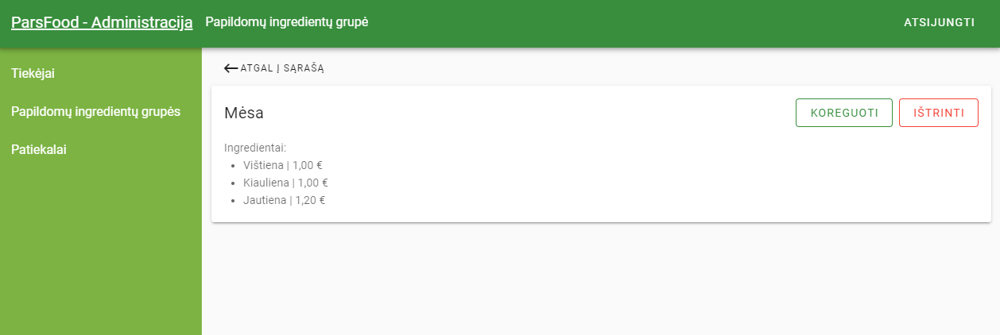 ParsFood - Administracija Papildomų ingredientų grupė ATSIJUNGTI
Tiekėjai
Papildomų ingredientų grupės
Patiekalai
ATGAL Į SĄRAŠĄ
Mėsa KOREGUOTI IŠTRINTI
Ingredientai:
• Vištiena | 1,00 €
• Kiauliena | 1,00 €
• Jautiena | 1,20 €